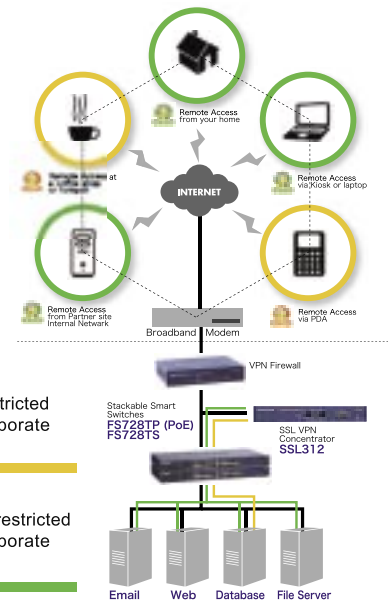 Remote Access
from your home
at
INTERNET
Remote Access
via Kiosk or laptop
Remote Access
from Partner site
Internal Network
Remote Access
via PDA
Broadband Modem
VPN Firewall
Stackable Smart
Switches
FS728TP (PoE)
FS728TS
SSL VPN
Concentrator
SSL312
tricted
porate
restricted
porate
Email Web Database File Server